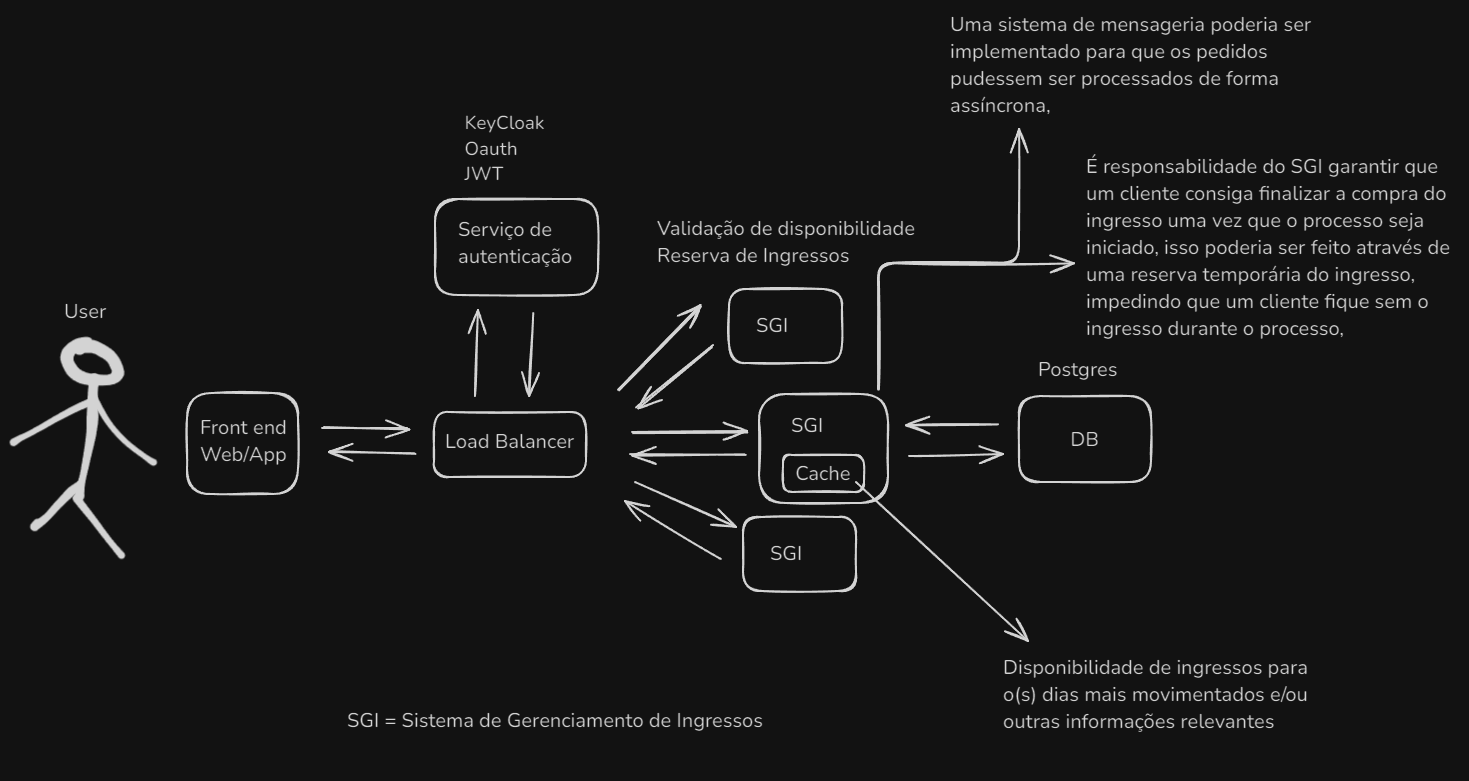 Uma sistema de mensageria poderia ser
implementado para que os pedidos
pudessem ser processados de forma
assíncrona,
KeyCloak
Oauth
JWT
Serviço de
autenticação
É responsabilidade do SGI garantir que
um cliente consiga finalizar a compra do
ingresso uma vez que o processo seja
iniciado, isso poderia ser feito através de
uma reserva temporária do ingresso,
impedindo que um cliente fique sem o
ingresso durante o processo,
Validação de disponibilidade
Reserva de Ingressos
User
SGI
Postgres
Front end
Web/App
Load Balancer
SGI
Cache
DB
SGI
Disponibilidade de ingressos para
o(s) dias mais movimentados e/ou
outras informações relevantes
SGI = Sistema de Gerenciamento de Ingressos